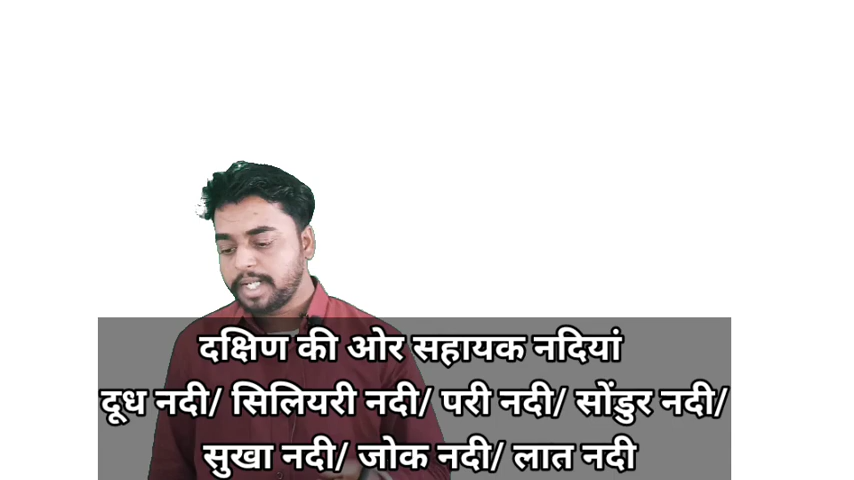 दक्षिण की ओर सहायक नदियां
दूध नदी/ सिलियरी नदी/ परी नदी/ सोंडुर नदी/
सुखा नदी/ जोक नदी/ लात नदी